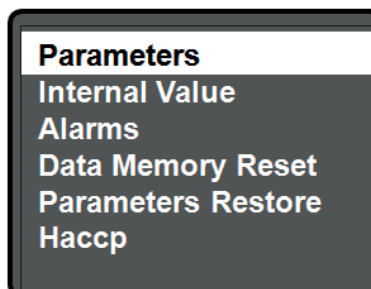 Parameters
Internal Value
Alarms
Data Memory Reset
Parameters Restore
Haccp